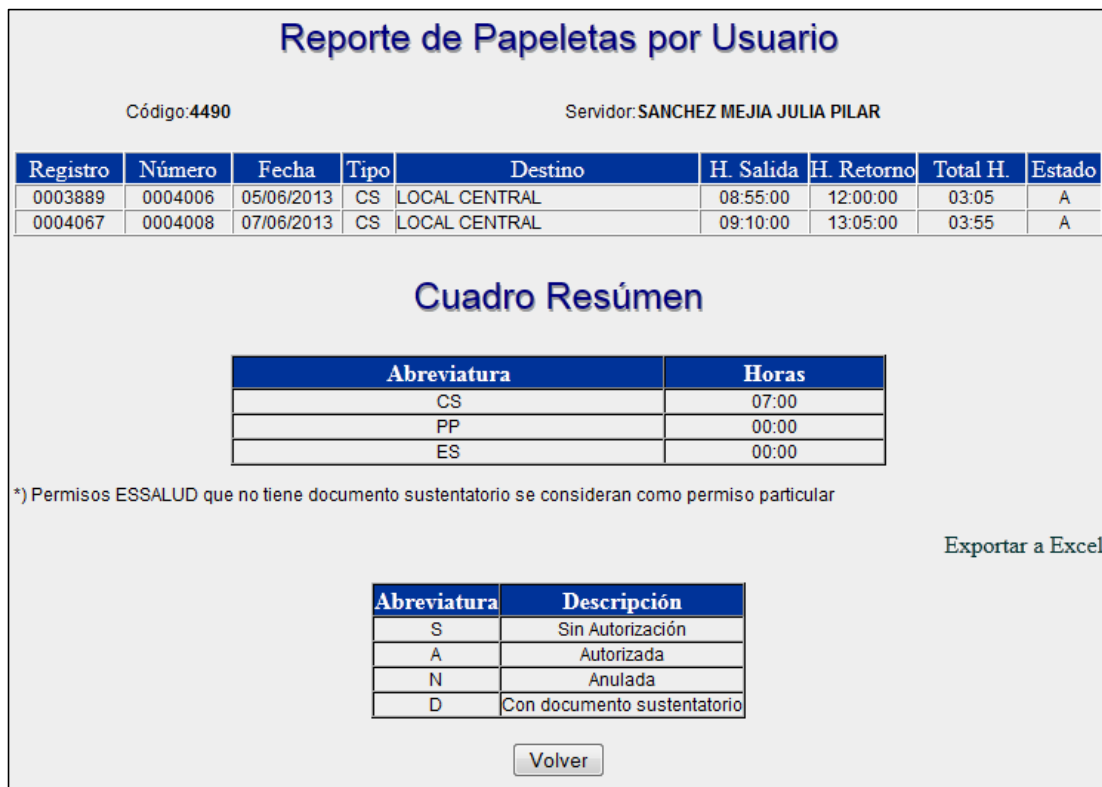 Reporte de Papeletas por Usuario
Código:4490 Servidor: SANCHEZ MEJIA JULIA PILAR
Registro Número Fecha Tipo Destino H. Salida H. Retorno Total H. Estado
0003889 0004006 05/06/2013 CS LOCAL CENTRAL 08:55:00 12:00:00 03:05 A
0004067 0004008 07/06/2013 CS LOCAL CENTRAL 09:10:00 13:05:00 03:55 A
Cuadro Resúmen
Abreviatura Horas
CS 07:00
PP 00:00
ES 00:00
*) Permisos ESSALUD que no tiene documento sustentatorio se consideran como permiso particular
Exportar a Excel
Abreviatura Descripción
S Sin Autorización
A Autorizada
N Anulada
D Con documento sustentatorio
Volver